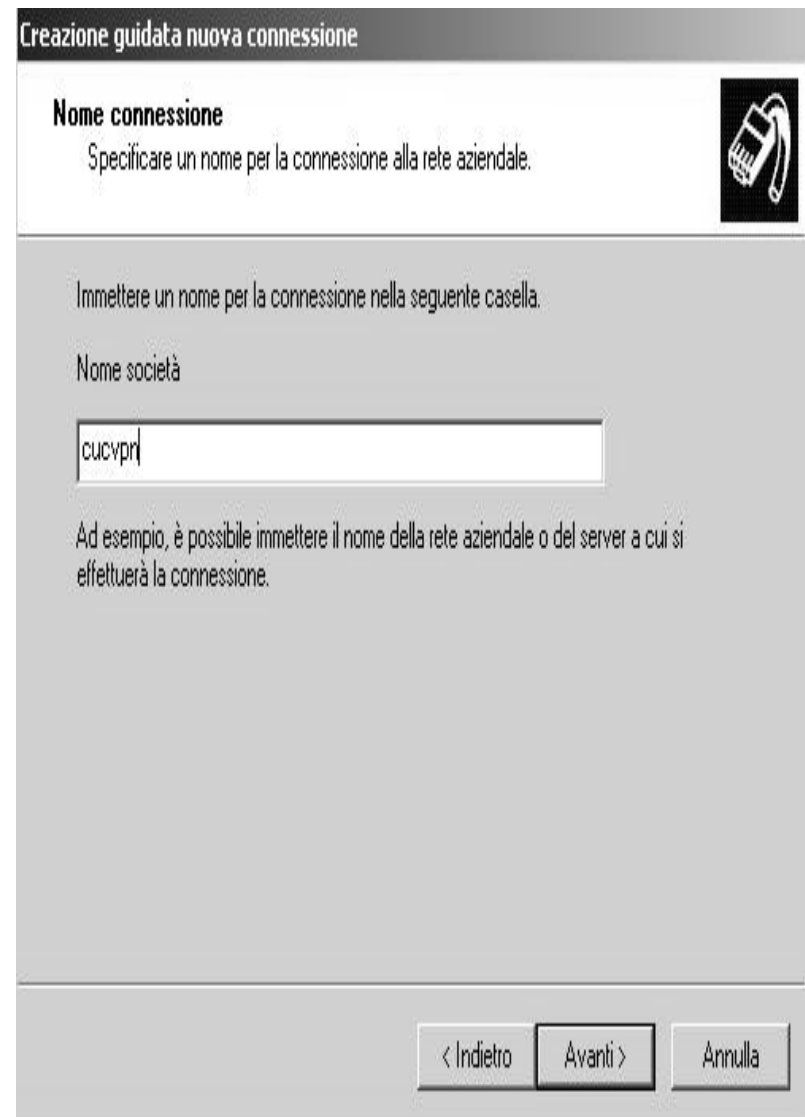 Creazione guidata nuova connessione
Nome connessione
Specificare un nome per la connessione alla rete aziendale.
Immettere un nome per la connessione nella seguente casella.
Nome società
cucvpn
Ad esempio, è possibile immettere il nome della rete aziendale o del server a cui si
effettuerà la connessione.
< Indietro Avanti > Annulla